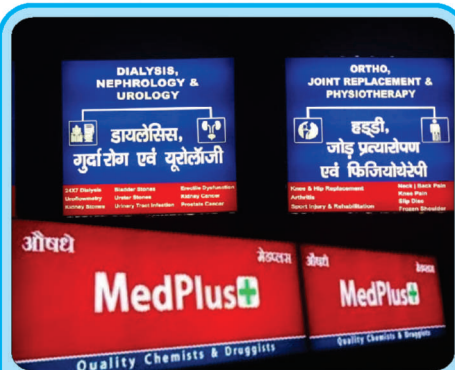 DIALYSIS,
NEPHROLOGY &
UROLOGY
डायलेसिस,
गुर्दा रोग एवं यूरोलॉजी
24X7 Dialysis
Uroflowmetry
Kidney Stones
Bladder Stones
Ureter Stones
Urinary Tract Infection
Erectile Dysfunction
Kidney Cancer
Prostate Cancer
ORTHO,
JOINT REPLACEMENT &
PHYSIOTHERAPY
हड्डी,
जोड़ प्रत्यारोपण
एवं फिजियोथेरेपी
Knee & Hip Replacement
Arthritis
Sport Injury & Rehabilitation
Neck | Back Pain
Knee Pain
Slip Disc
Frozen Shoulder
औषधे
मेडप्लस
MedPlus
Quality Chemists & Druggists
औषधी
मेडप्लस
MedPlus
Quality Chemists & Druggists